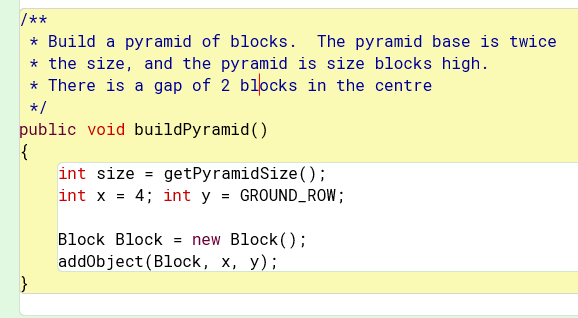 /**
 * Build a pyramid of blocks.  The pyramid base is twice
 * the size, and the pyramid is size blocks high.
 * There is a gap of 2 blocks in the centre
 */
public void buildPyramid()
{
    int size = getPyramidSize();
    int x = 4; int y = GROUND_ROW;

    Block Block = new Block();
    addObject(Block, x, y);
}